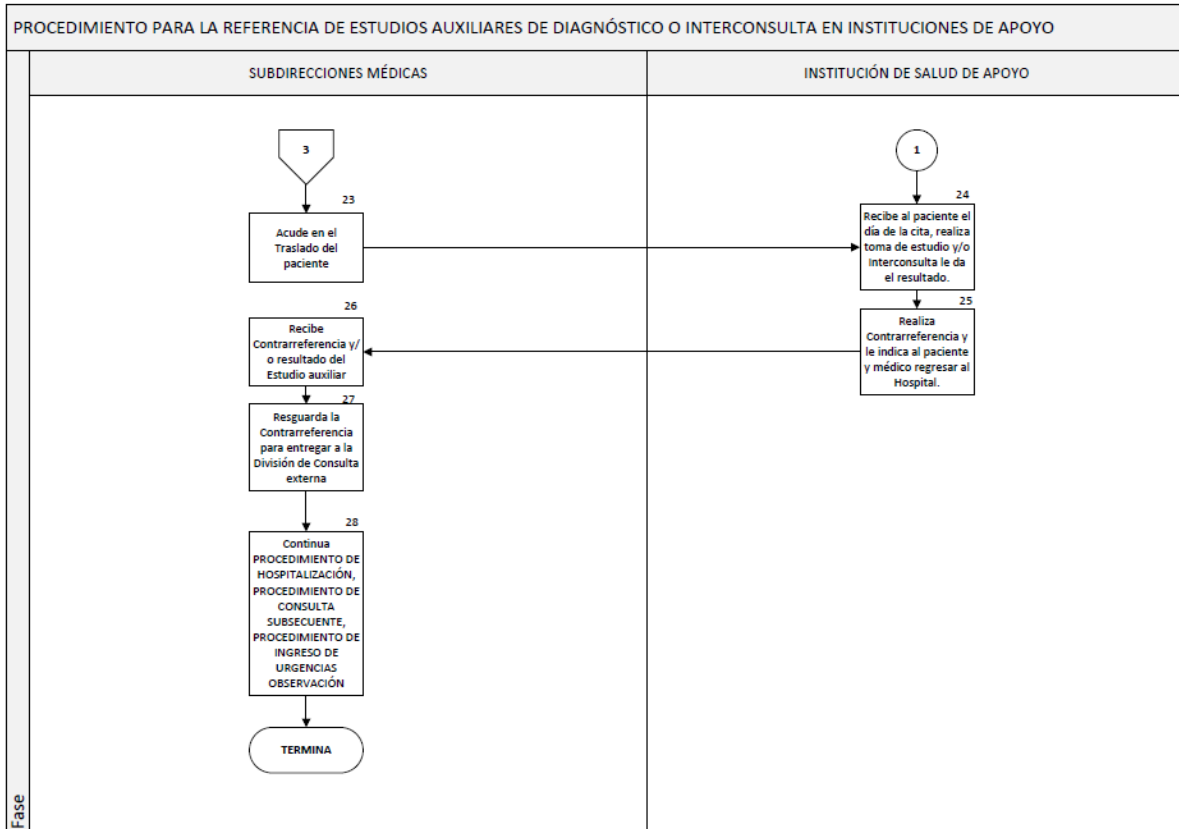 PROCEDIMIENTO PARA LA REFERENCIA DE ESTUDIOS AUXILIARES DE DIAGNÓSTICO O INTERCONSULTA EN INSTITUCIONES DE APOYO
SUBDIRECCIONES MÉDICAS
INSTITUCIÓN DE SALUD DE APOYO
3
1
23
Acude en el
Traslado del
paciente
24
Recibe al paciente el
día de la cita, realiza
toma de estudio y/o
Interconsulta le da
el resultado.
25
Realiza
Contrarreferencia y
le indica al paciente
y médico regresar al
Hospital.
26
Recibe
Contrarreferencia y/
o resultado del
Estudio auxiliar
27
Resguarda la
Contrarreferencia
para entregar a la
División de Consulta
externa
28
Continua
PROCEDIMIENTO DE
HOSPITALIZACIÓN,
PROCEDIMIENTO DE
CONSULTA
SUBSECUENTE,
PROCEDIMIENTO DE
INGRESO DE
URGENCIAS
OBSERVACIÓN
TERMINA
Fase